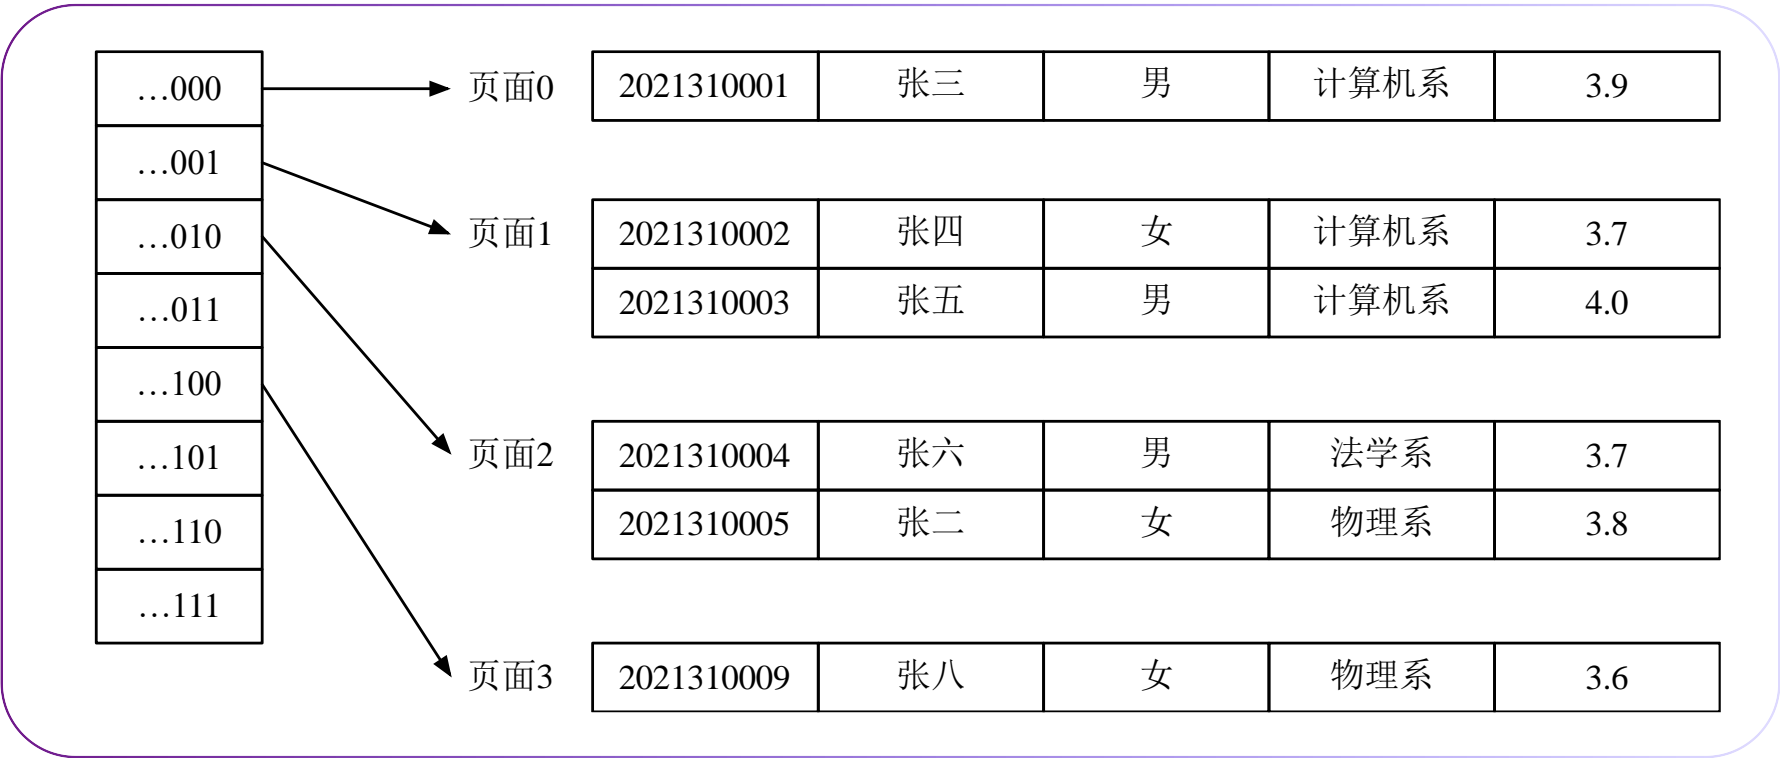 …000
…001
…010
…011
…100
…101
…110
…111
页面0
2021310001 张三 男 计算机系 3.9
页面1
2021310002 张四 女 计算机系 3.7
2021310003 张五 男 计算机系 4.0
页面2
2021310004 张六 男 法学系 3.7
2021310005 张二 女 物理系 3.8
页面3
2021310009 张八 女 物理系 3.6